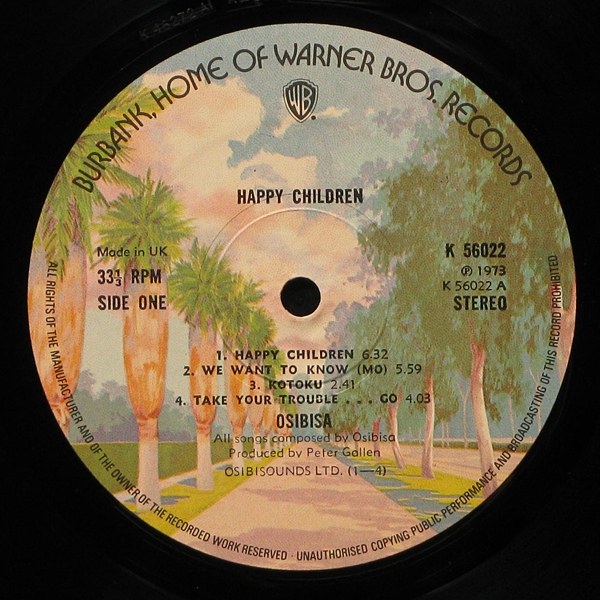 BURBANK, HOME OF WARNER BROS. RECORDS
WB
HAPPY CHILDREN
Made in UK
33⅓ RPM
SIDE ONE
K 56022
℗ 1973
K 56022 A
STEREO
1. HAPPY CHILDREN 6.32
2. WE WANT TO KNOW (MO) 5.59
3. KOTOKU 2.41
4. TAKE YOUR TROUBLE . . . GO 4.03
OSIBISA
All songs composed by Osibisa
Produced by Peter Gallen
OSIBISOUNDS LTD. (1—4)
ALL RIGHTS OF THE MANUFACTURER AND OF THE OWNER OF THE RECORDED WORK RESERVED · UNAUTHORISED COPYING PUBLIC PERFORMANCE AND BROADCASTING OF THIS RECORD PROHIBITED